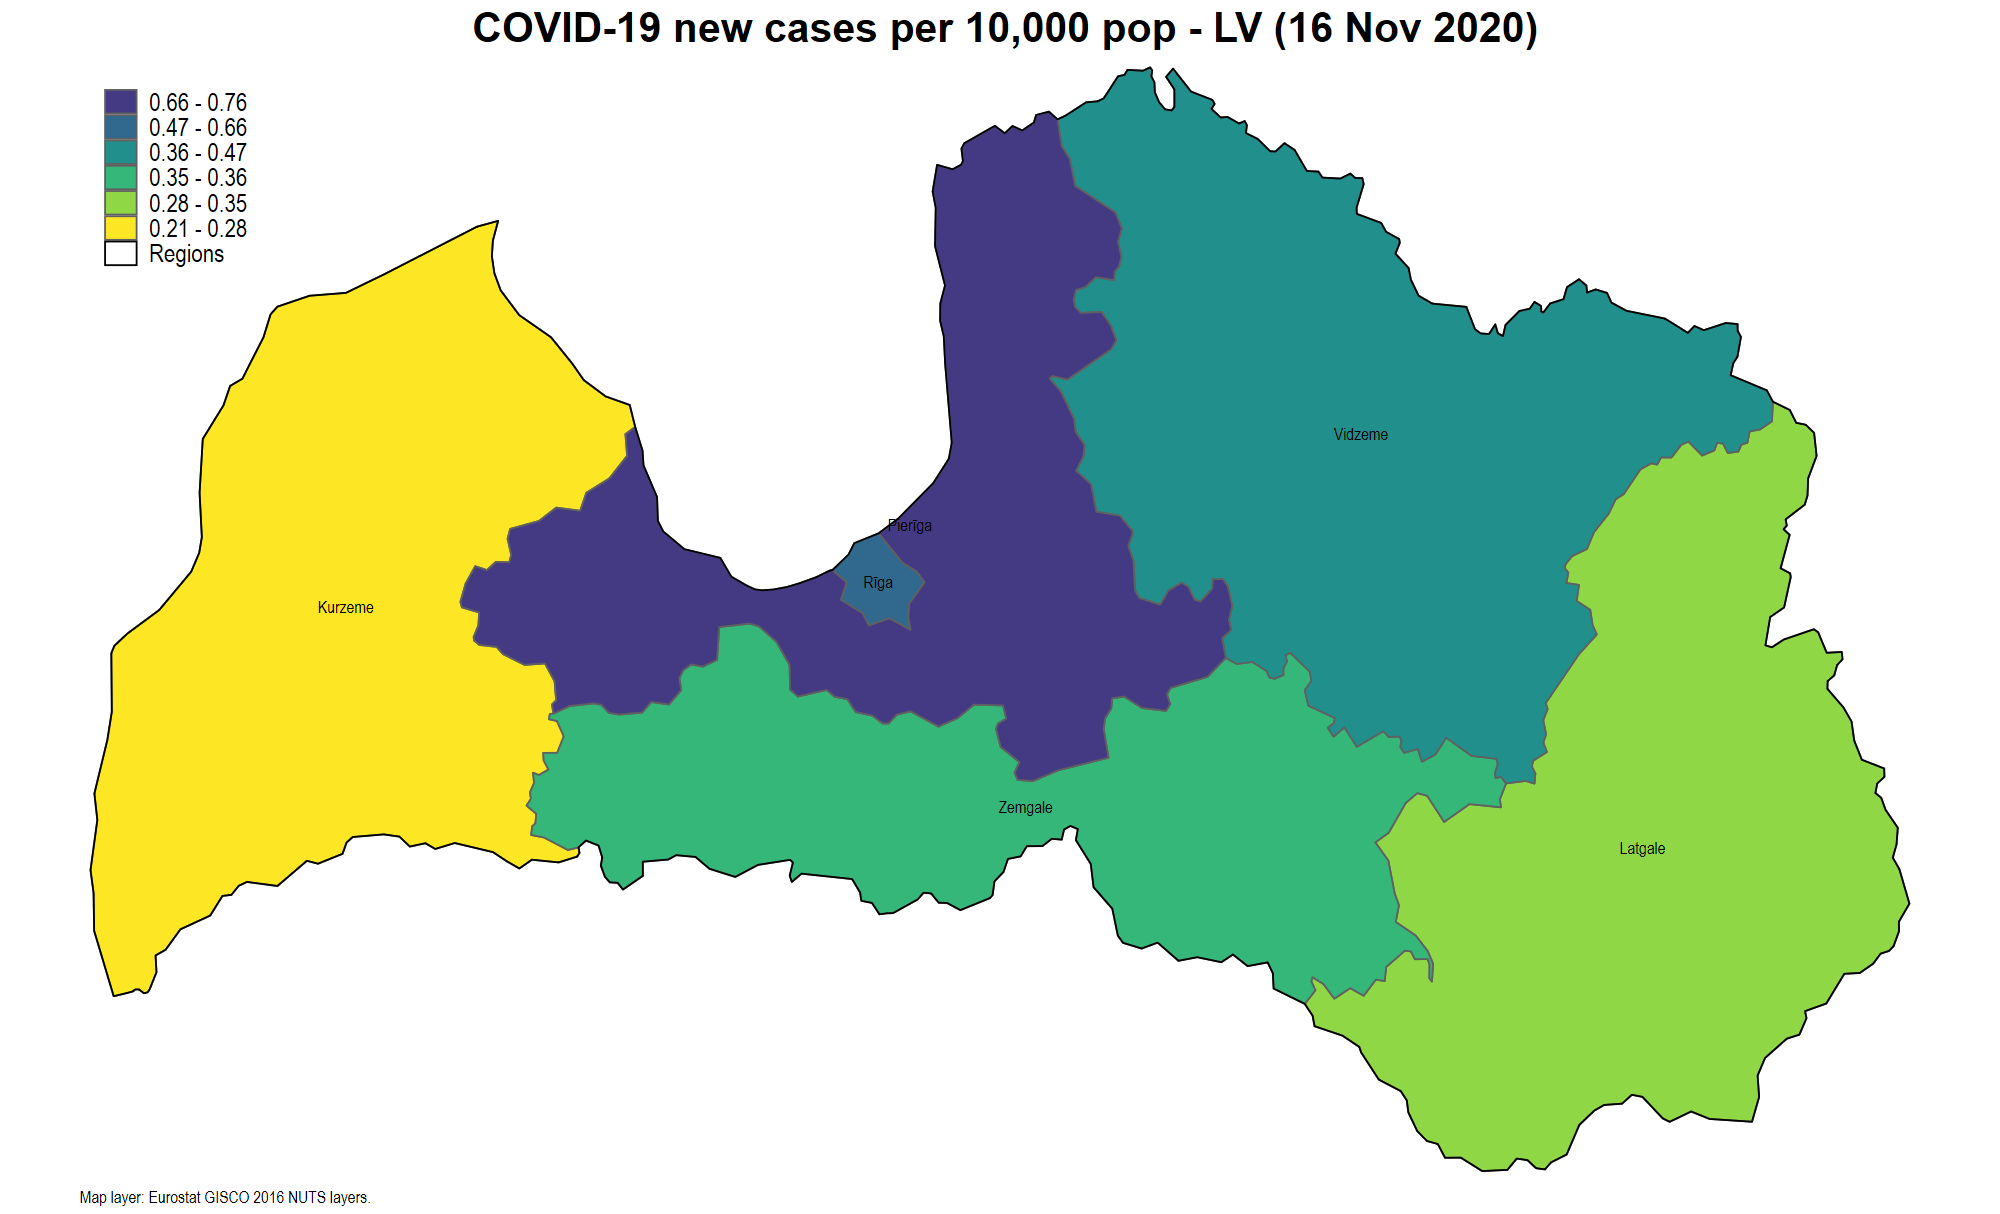 COVID-19 new cases per 10,000 pop - LV (16 Nov 2020)
0.66 - 0.76
0.47 - 0.66
0.36 - 0.47
0.35 - 0.36
0.28 - 0.35
0.21 - 0.28
Regions
Vidzeme
Pierīga
Rīga
Kurzeme
Zemgale
Latgale
Map layer: Eurostat GISCO 2016 NUTS layers.